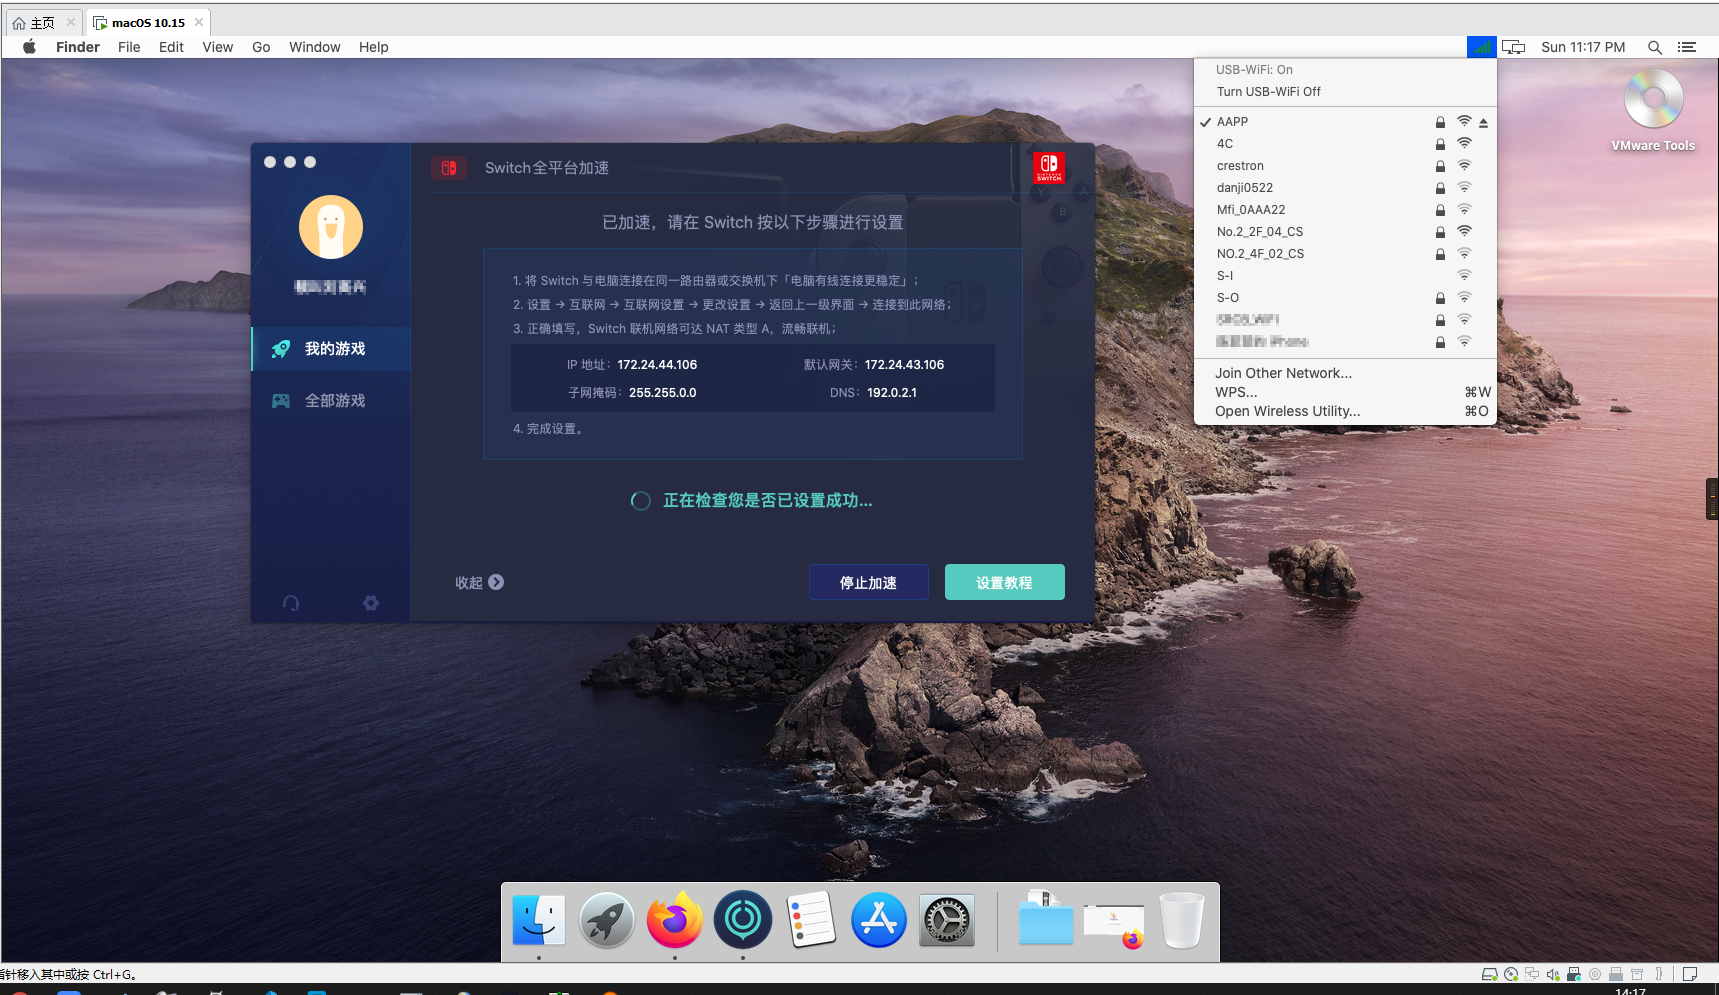 主页
macOS 10.15
Finder File Edit View Go Window Help
Sun 11:17 PM
USB-WiFi: On
Turn USB-WiFi Off
AAPP
4C
crestron
danji0522
Mfi_0AAA22
No.2_2F_04_CS
NO.2_4F_02_CS
S-I
S-O
Join Other Network...
WPS... ⌘W
Open Wireless Utility... ⌘O
VMware Tools
Switch全平台加速
NINTENDO
SWITCH
已加速，请在 Switch 按以下步骤进行设置
1. 将 Switch 与电脑连接在同一路由器或交换机下「电脑有线连接更稳定」；
2. 设置 → 互联网 → 互联网设置 → 更改设置 → 返回上一级界面 → 连接到此网络；
3. 正确填写，Switch 联机网络可达 NAT 类型 A，流畅联机；
IP 地址：172.24.44.106 默认网关：172.24.43.106
子网掩码：255.255.0.0 DNS：192.0.2.1
4. 完成设置。
正在检查您是否已设置成功...
我的游戏
全部游戏
收起
停止加速
设置教程
指针移入其中或按 Ctrl+G。
14:17